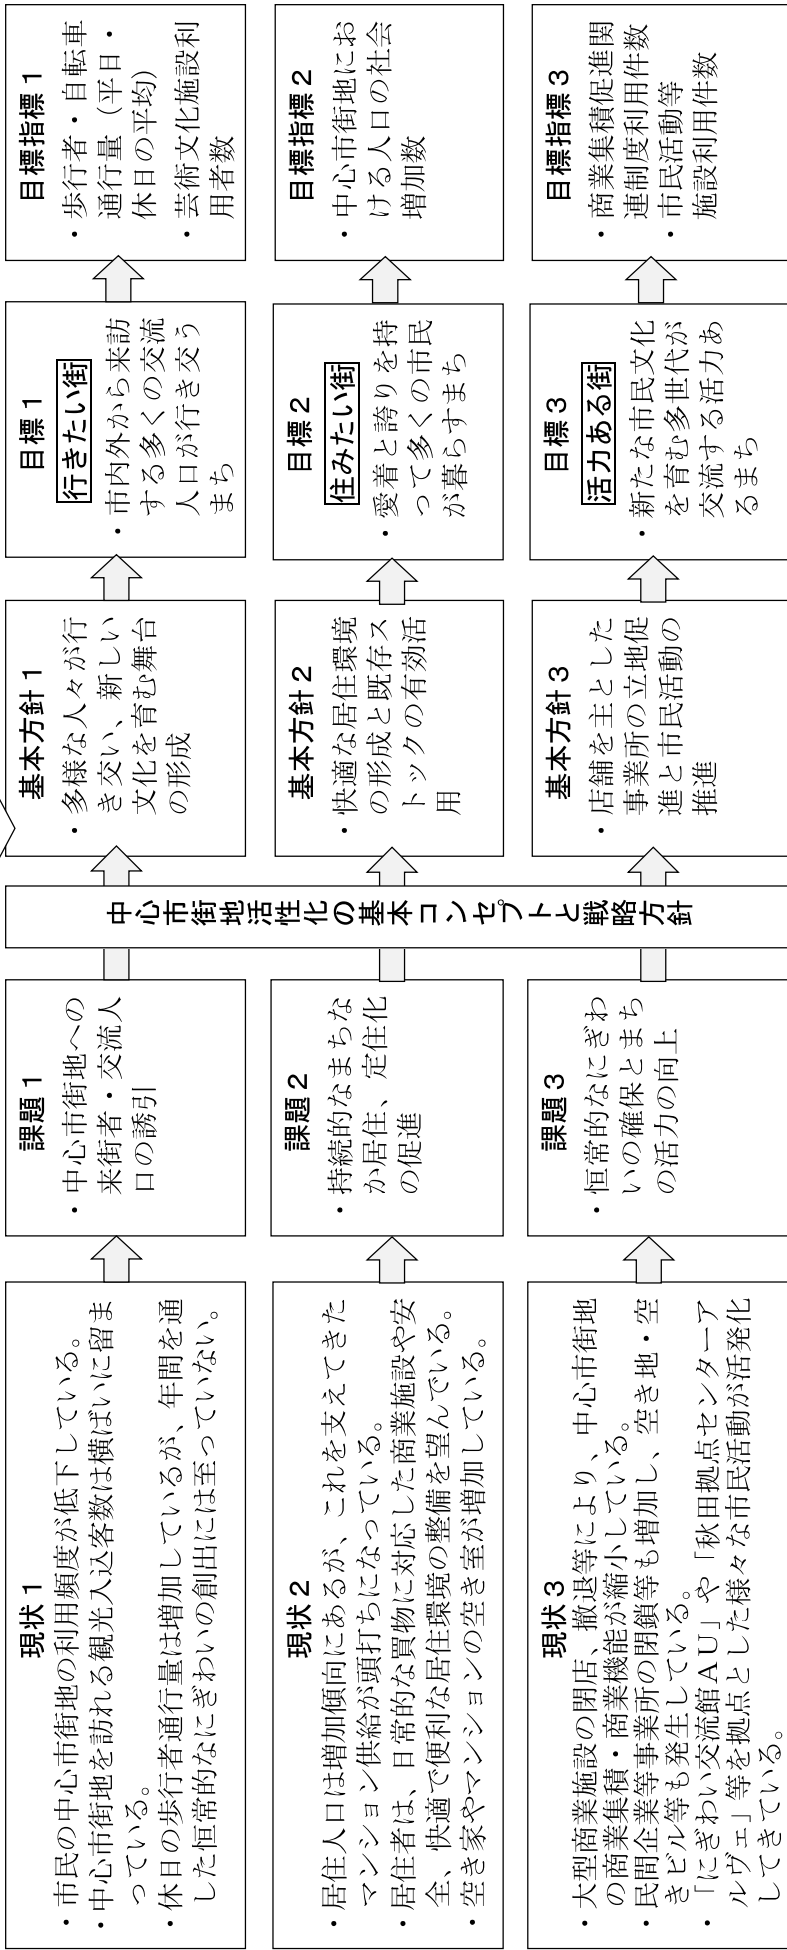 現状１
・市民の中心市街地の利用頻度が低下している。
・中心市街地を訪れる観光入込客数は横ばいに留ま
っている。
・休日の歩行者通行量は増加しているが、年間を通
した恒常的なにぎわいの創出には至っていない。
課題１
・中心市街地への
来街者・交流人
口の誘引
基本方針１
・多様な人々が行
き交い、新しい
文化を育む舞台
の形成
目標１
行きたい街
・市内外から来訪
する多くの交流
人口が行き交う
まち
目標指標１
・歩行者・自転車
通行量（平日・
休日の平均）
・芸術文化施設利
用者数
現状２
・居住人口は増加傾向にあるが、これを支えてきた
マンション供給が頭打ちになっている。
・居住者は、日常的な買物に対応した商業施設や安
全、快適で便利な居住環境の整備を望んでいる。
・空き家やマンションの空き室が増加している。
課題２
・持続的なまちな
か居住、定住化
の促進
中心市街地活性化の基本コンセプトと戦略方針
基本方針２
・快適な居住環境
の形成と既存ス
トックの有効活
用
目標２
住みたい街
・愛着と誇りを持
って多くの市民
が暮らすまち
目標指標２
・中心市街地にお
ける人口の社会
増加数
現状３
・大型商業施設の閉店、撤退等により、中心市街地
の商業集積・商業機能が縮小している。
・民間企業等事業所の閉鎖等も増加し、空き地・空
きビル等も発生している。
・「にぎわい交流館ＡＵ」や「秋田拠点センターア
ルヴェ」等を拠点とした様々な市民活動が活発化
してきている。
課題３
・恒常的なにぎわ
いの確保とまち
の活力の向上
基本方針３
・店舗を主とした
事業所の立地促
進と市民活動の
推進
目標３
活力ある街
・新たな市民文化
を育む多世代が
交流する活力あ
るまち
目標指標３
・商業集積促進関
連制度利用件数
・市民活動等
施設利用件数